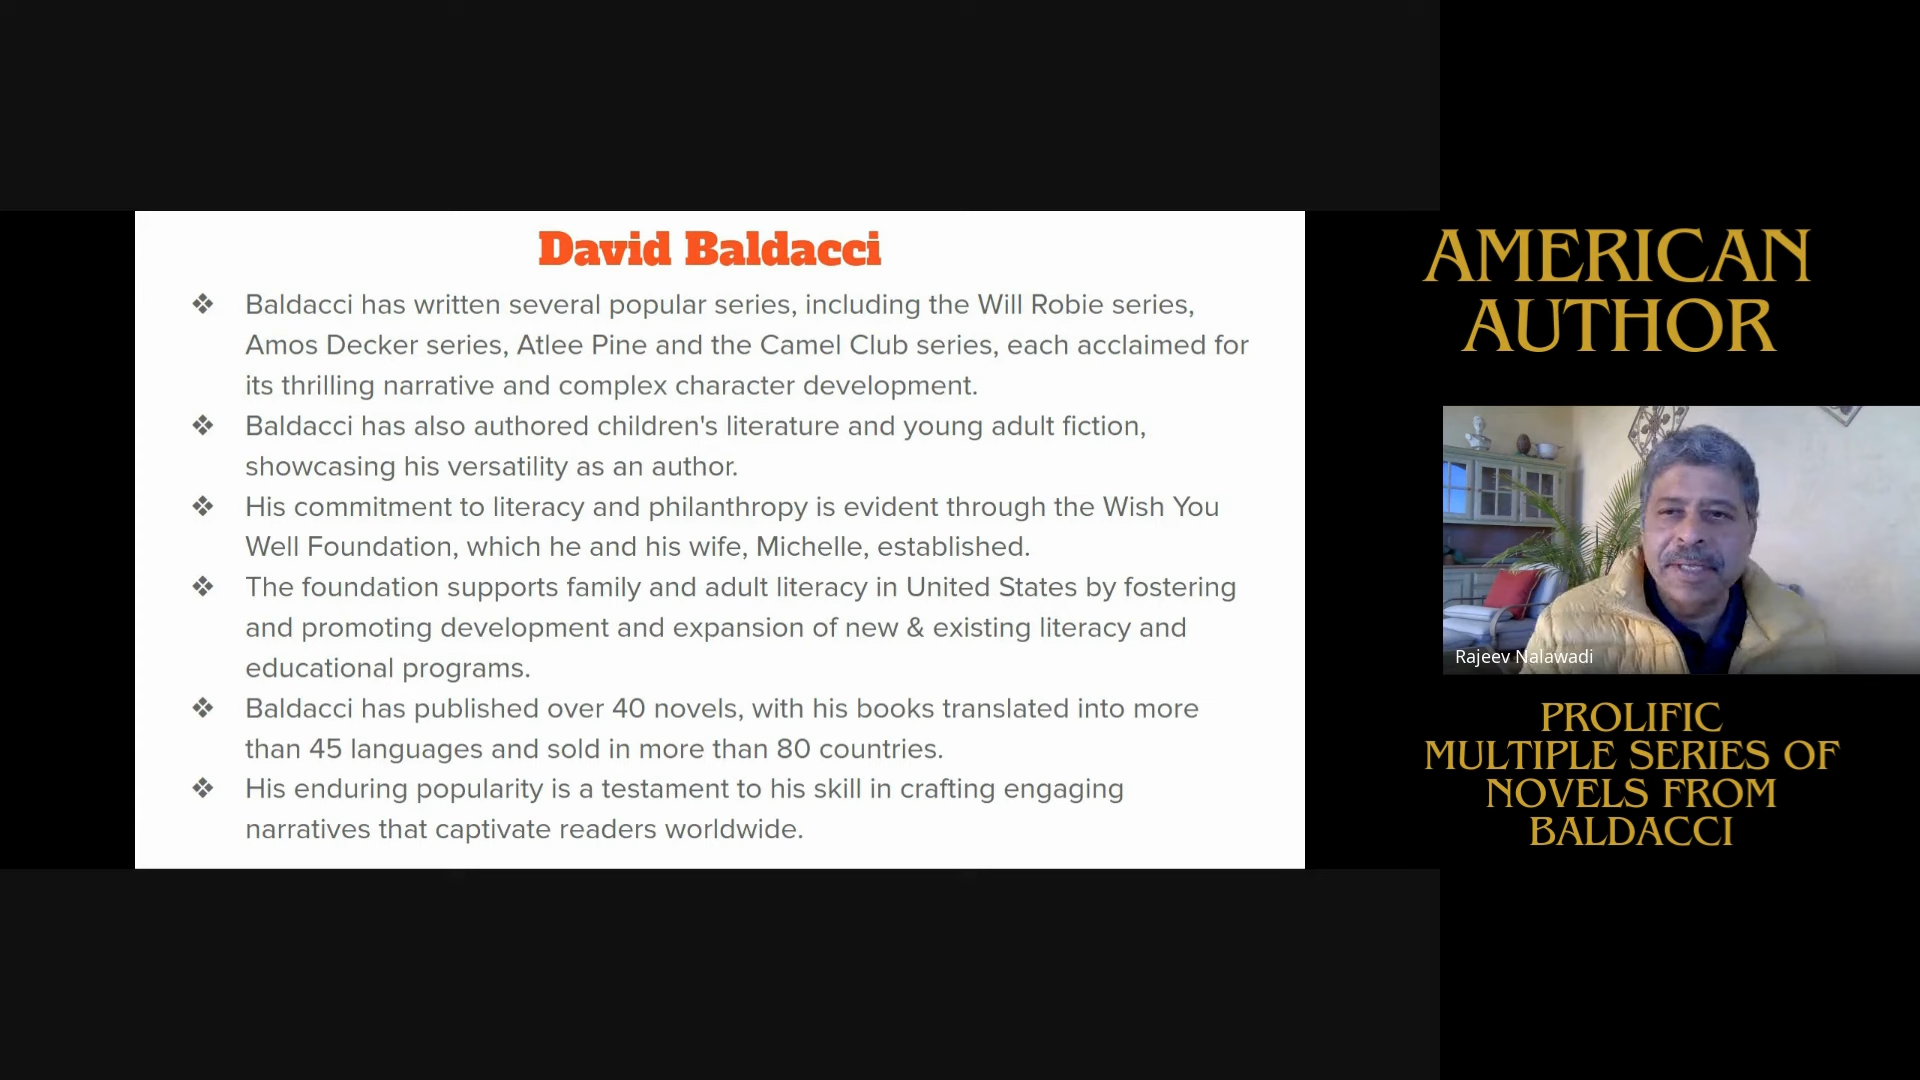 David Baldacci
❖ Baldacci has written several popular series, including the Will Robie series,
Amos Decker series, Atlee Pine and the Camel Club series, each acclaimed for
its thrilling narrative and complex character development.
❖ Baldacci has also authored children's literature and young adult fiction,
showcasing his versatility as an author.
❖ His commitment to literacy and philanthropy is evident through the Wish You
Well Foundation, which he and his wife, Michelle, established.
❖ The foundation supports family and adult literacy in United States by fostering
and promoting development and expansion of new & existing literacy and
educational programs.
❖ Baldacci has published over 40 novels, with his books translated into more
than 45 languages and sold in more than 80 countries.
❖ His enduring popularity is a testament to his skill in crafting engaging
narratives that captivate readers worldwide.
AMERICAN
AUTHOR
Rajeev Nalawadi
PROLIFIC
MULTIPLE SERIES OF
NOVELS FROM
BALDACCI